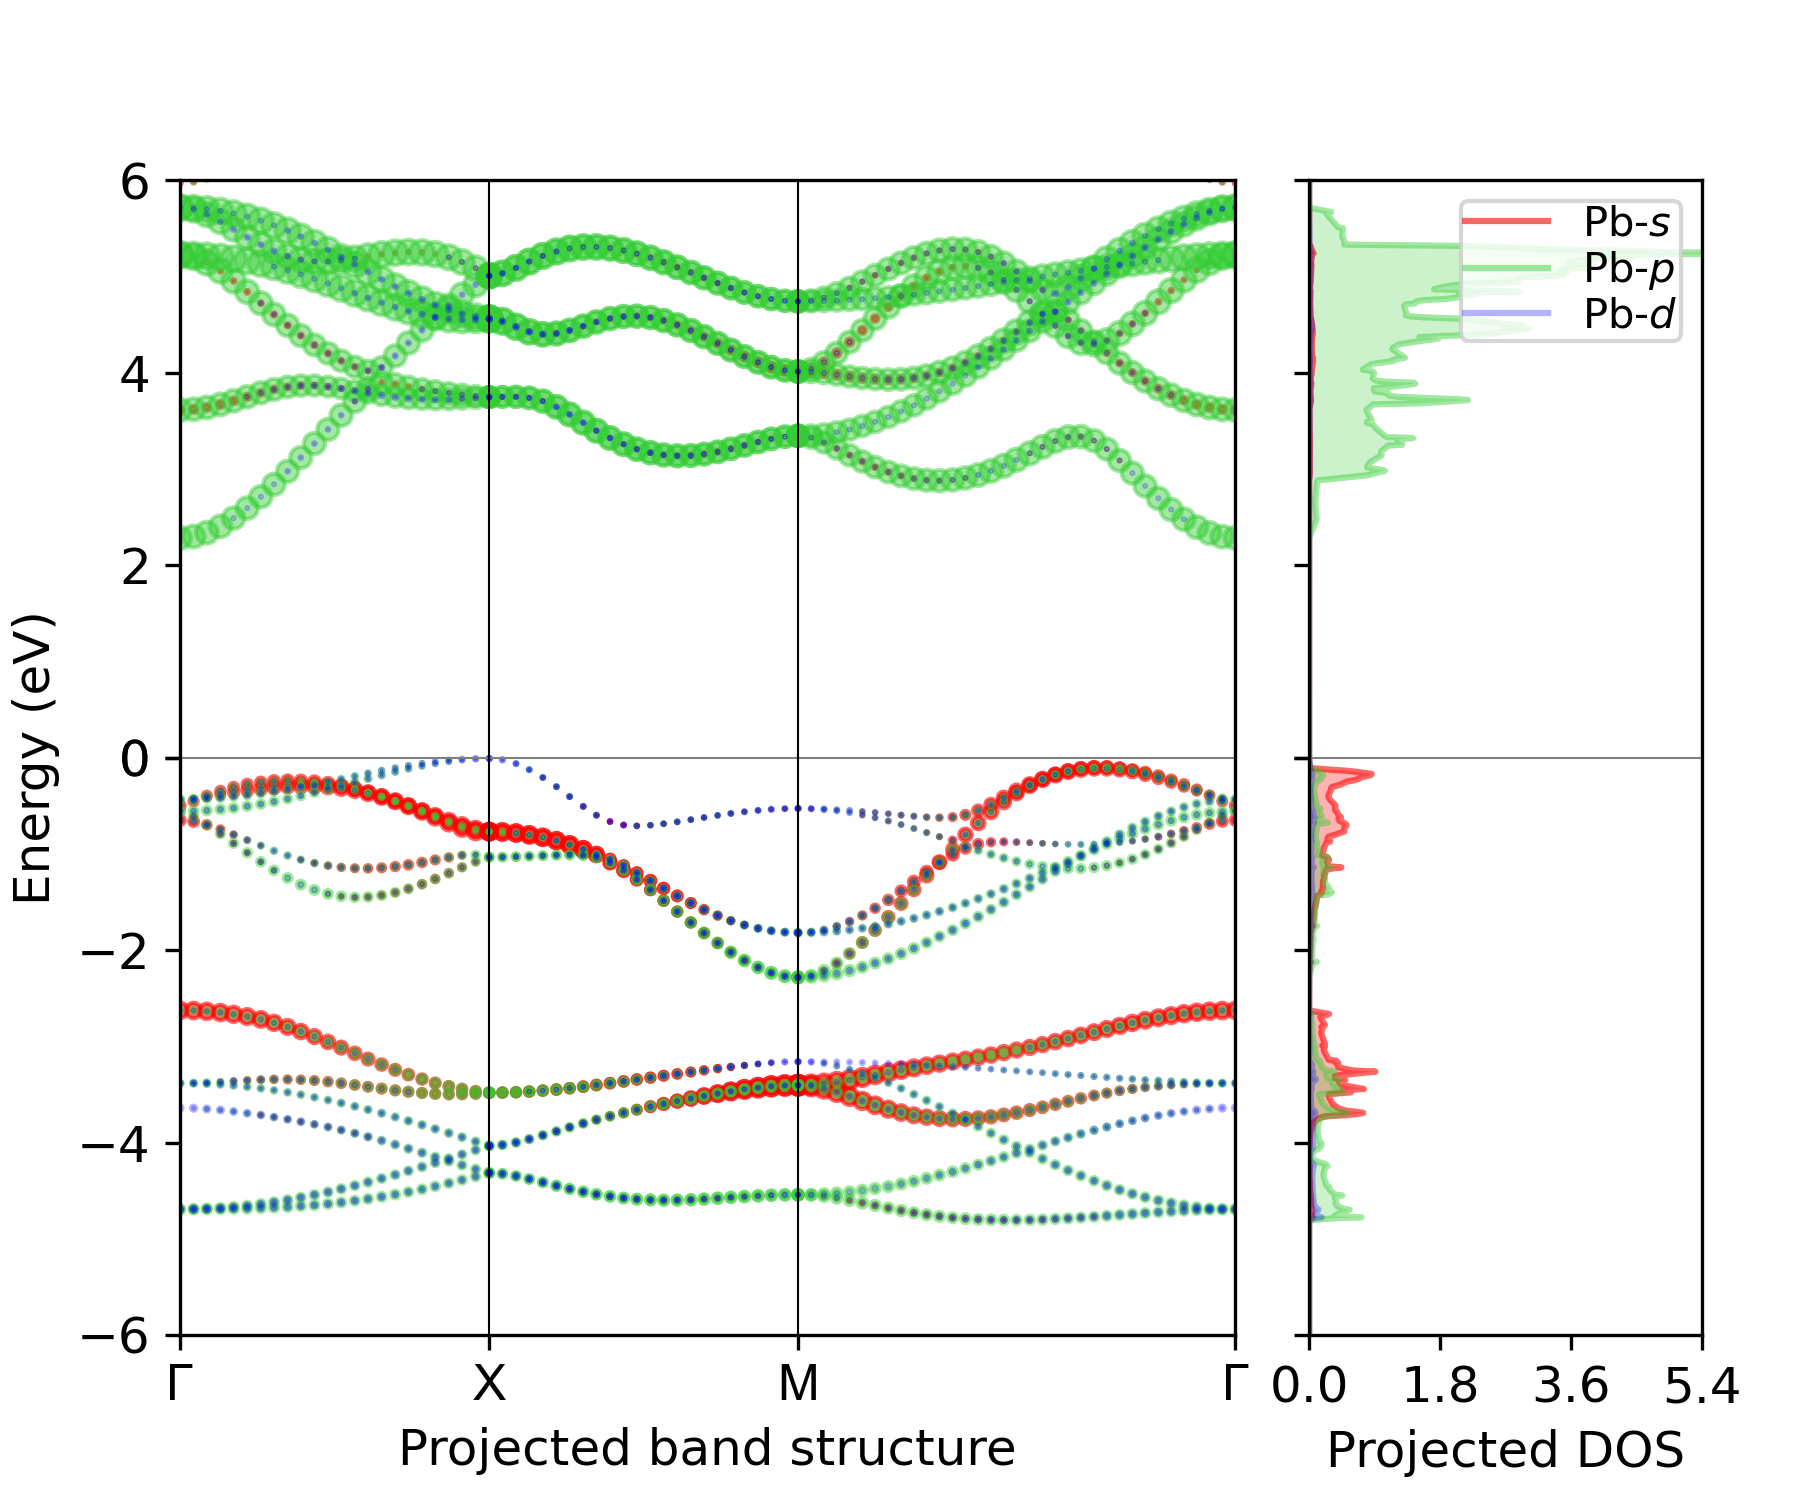 6
4
2
0
−2
−4
−6
Energy (eV)
Γ X M Γ
Projected band structure
Pb-s
Pb-p
Pb-d
0.0 1.8 3.6 5.4
Projected DOS